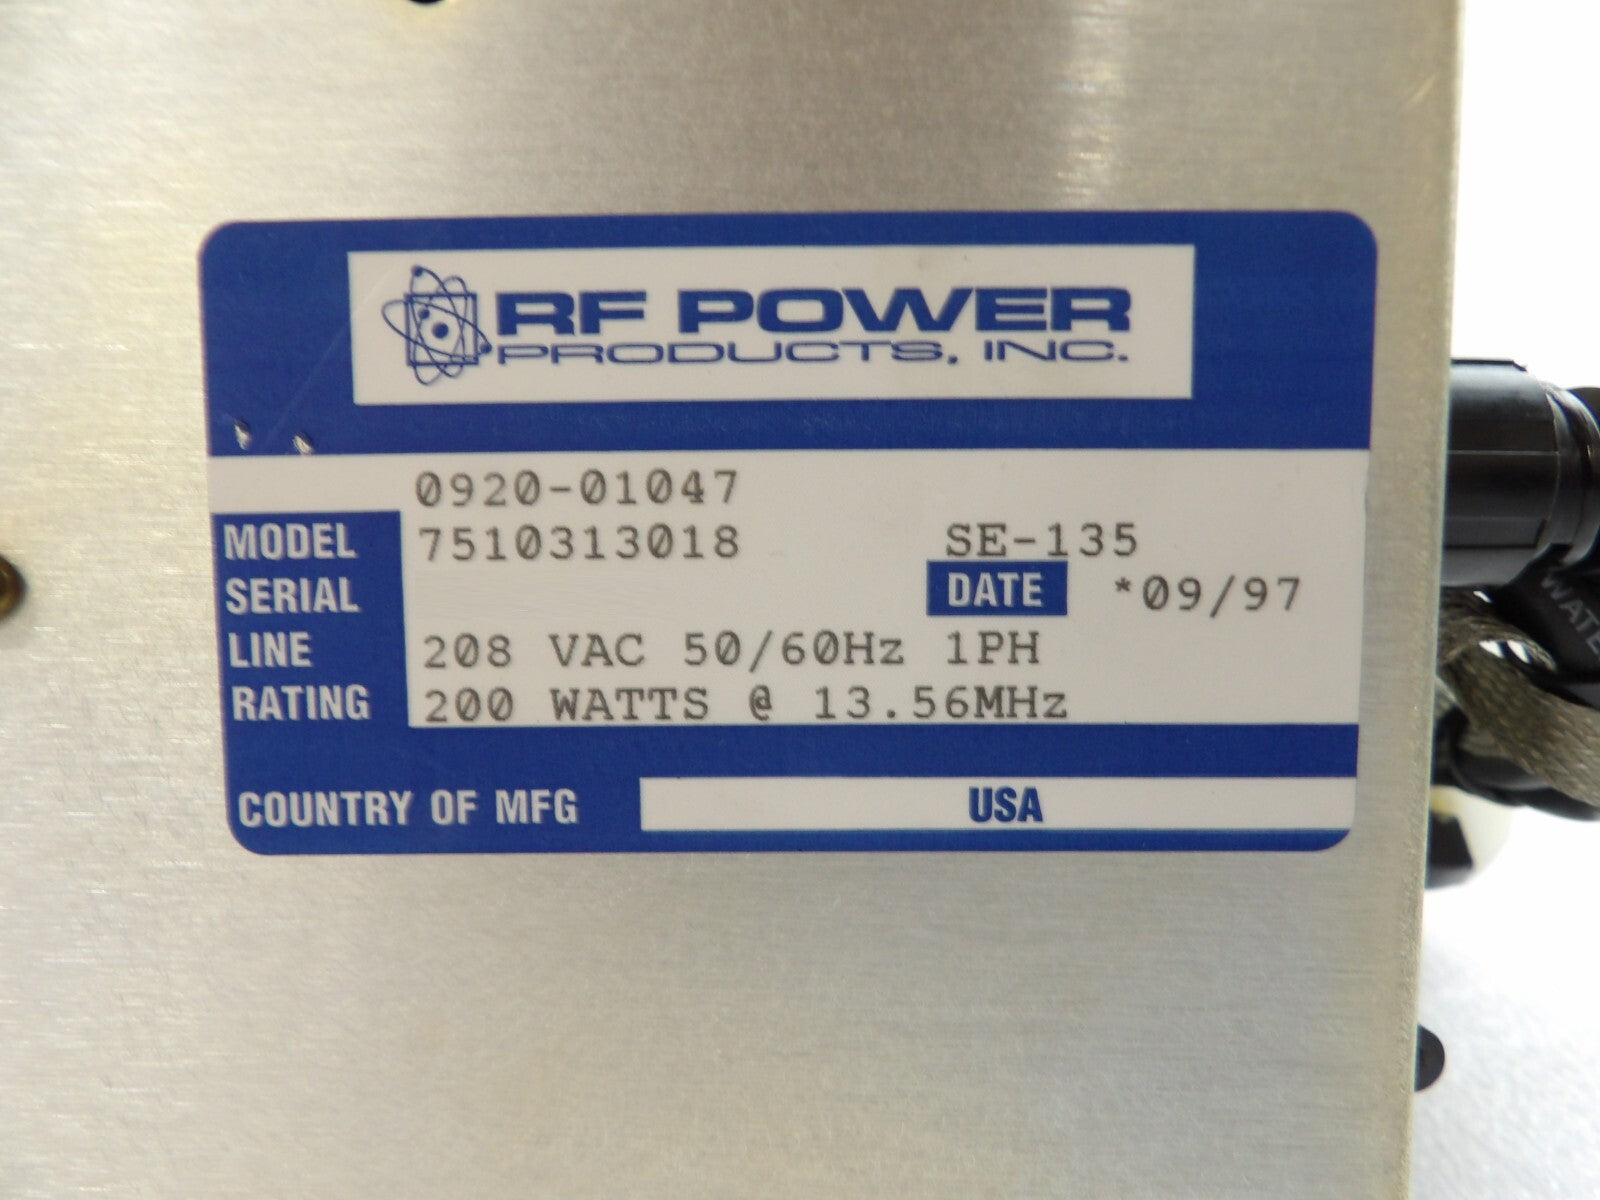 RF POWER
PRODUCTS, INC.
0920-01047
MODEL 7510313018 SE-135
SERIAL DATE *09/97
LINE 208 VAC 50/60Hz 1PH
RATING 200 WATTS @ 13.56MHz
COUNTRY OF MFG USA